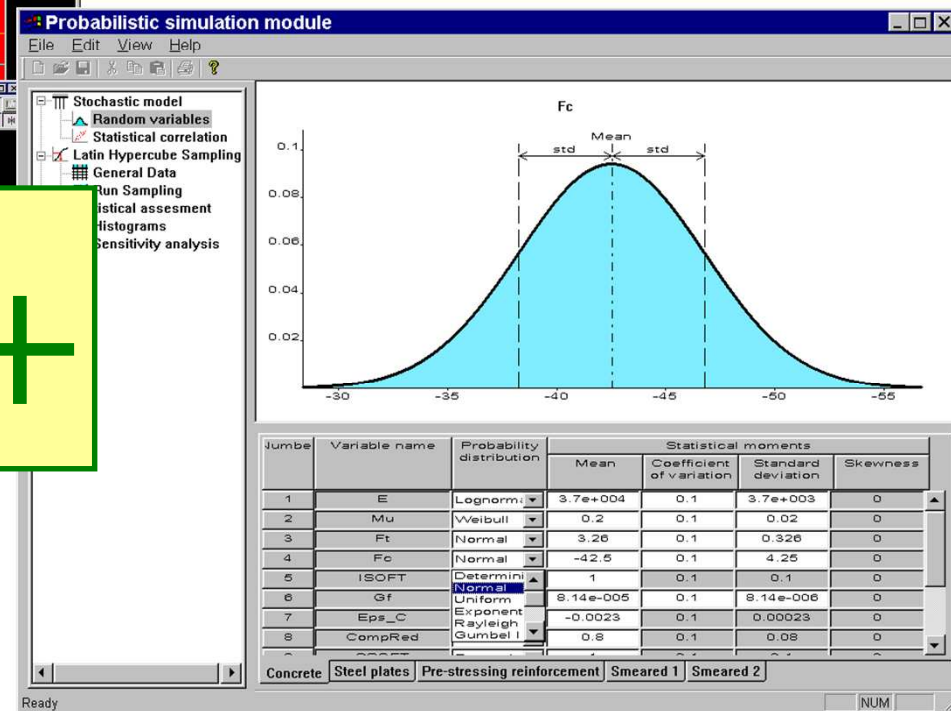 Probabilistic simulation module
File Edit View Help
Stochastic model
Random variables
Statistical correlation
Latin Hypercube Sampling
General Data
Run Sampling
istical assesment
Histograms
Sensitivity analysis
Fc
Mean
std std
0.1
0.08
0.06
0.04
0.02
-30 -35 -40 -45 -50 -55
Jumbe Variable name Probability distribution Statistical moments
Mean Coefficient of variation Standard deviation Skewness
1 E Lognorm 3.7e+004 0.1 3.7e+003 0
2 Mu Weibull 0.2 0.1 0.02 0
3 Ft Normal 3.26 0.1 0.326 0
4 Fc Normal -42.5 0.1 4.25 0
5 ISOFT Determini 1 0.1 0.1 0
Normal
6 Gf Uniform 8.14e-005 0.1 8.14e-006 0
Exponent
7 Eps_C Rayleigh -0.0023 0.1 0.00023 0
8 CompRed Gumbel I 0.8 0.1 0.08 0
Concrete Steel plates Pre-stressing reinforcement Smeared 1 Smeared 2
Ready NUM
+